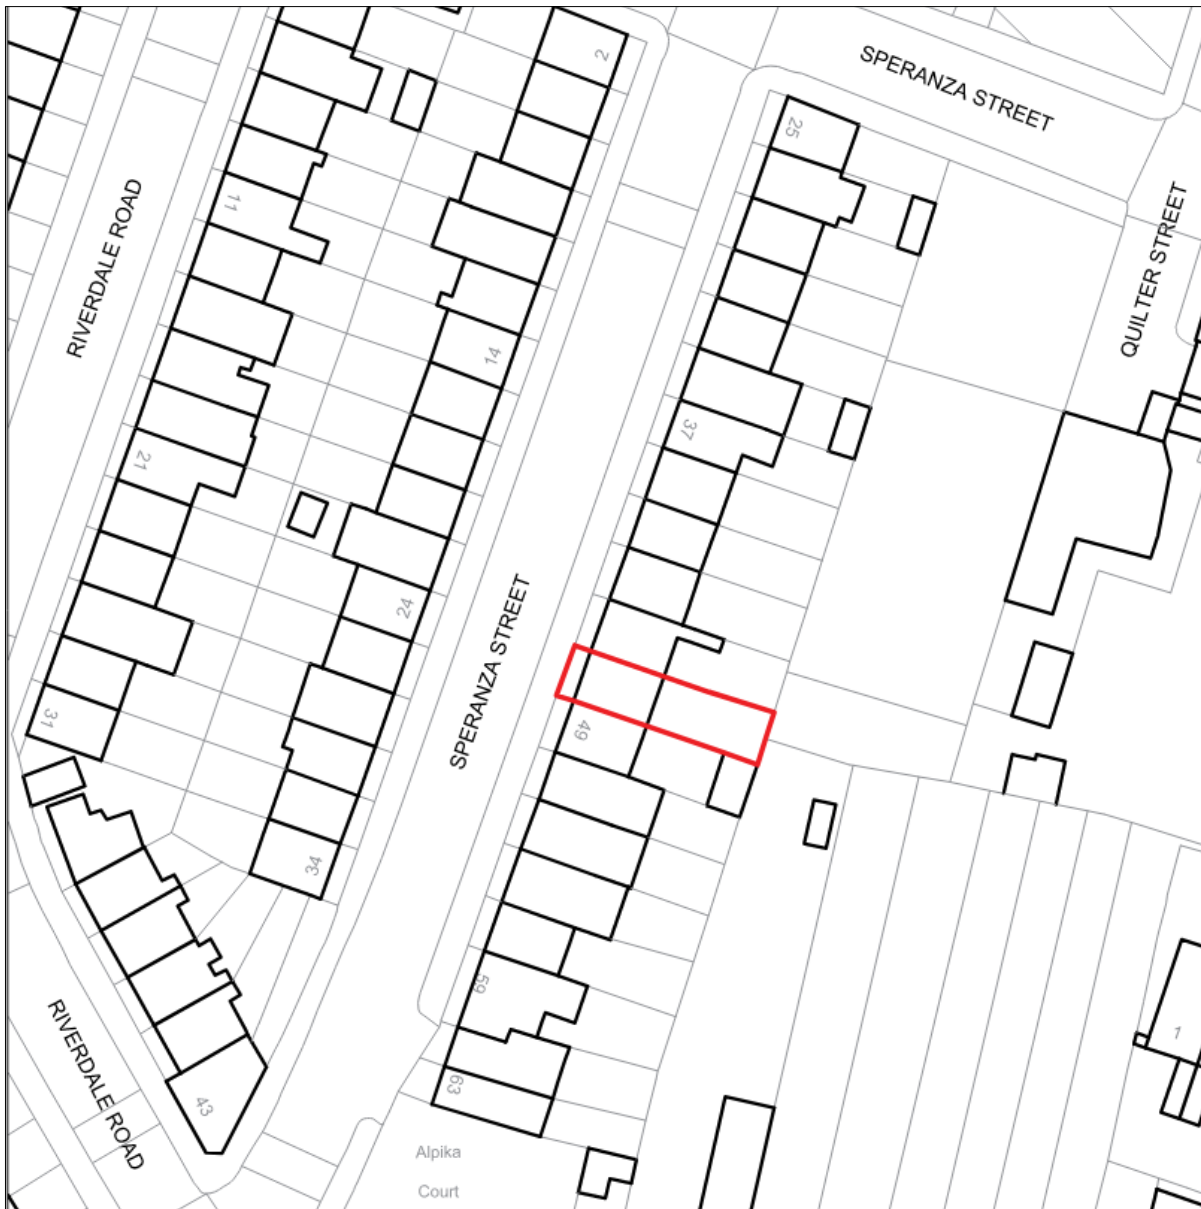 2
SPERANZA STREET
25
RIVERDALE ROAD
11
QUILTER STREET
14
37
21
24
SPERANZA STREET
31
49
34
59
RIVERDALE ROAD
1
63
43
Alpika
Court